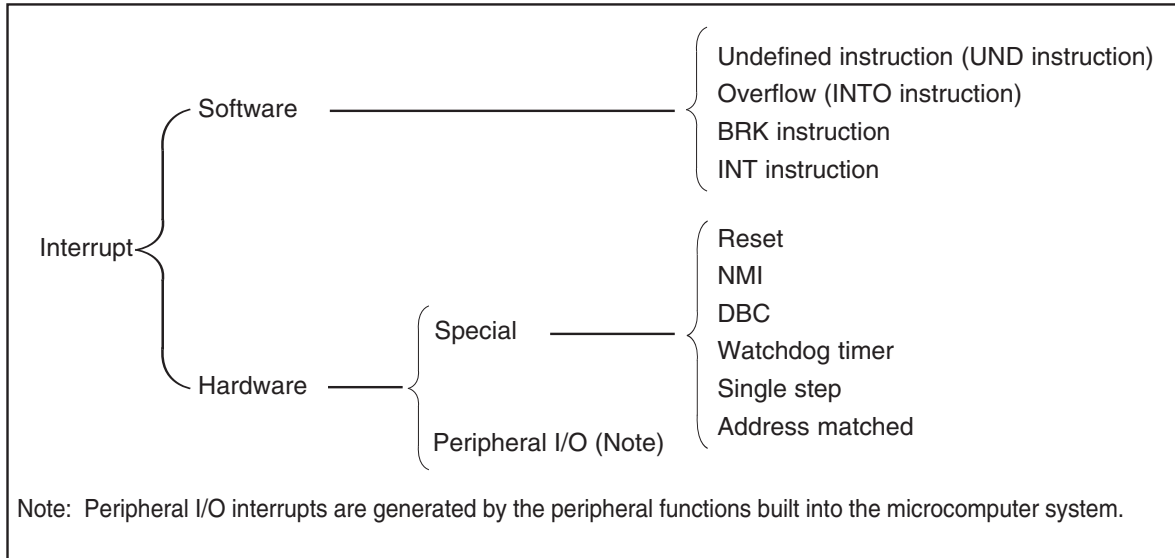 Undefined instruction (UND instruction)
Software
Overflow (INTO instruction)
BRK instruction
INT instruction
Interrupt
Reset
NMI
DBC
Special
Watchdog timer
Hardware
Single step
Address matched
Peripheral I/O (Note)
Note: Peripheral I/O interrupts are generated by the peripheral functions built into the microcomputer system.